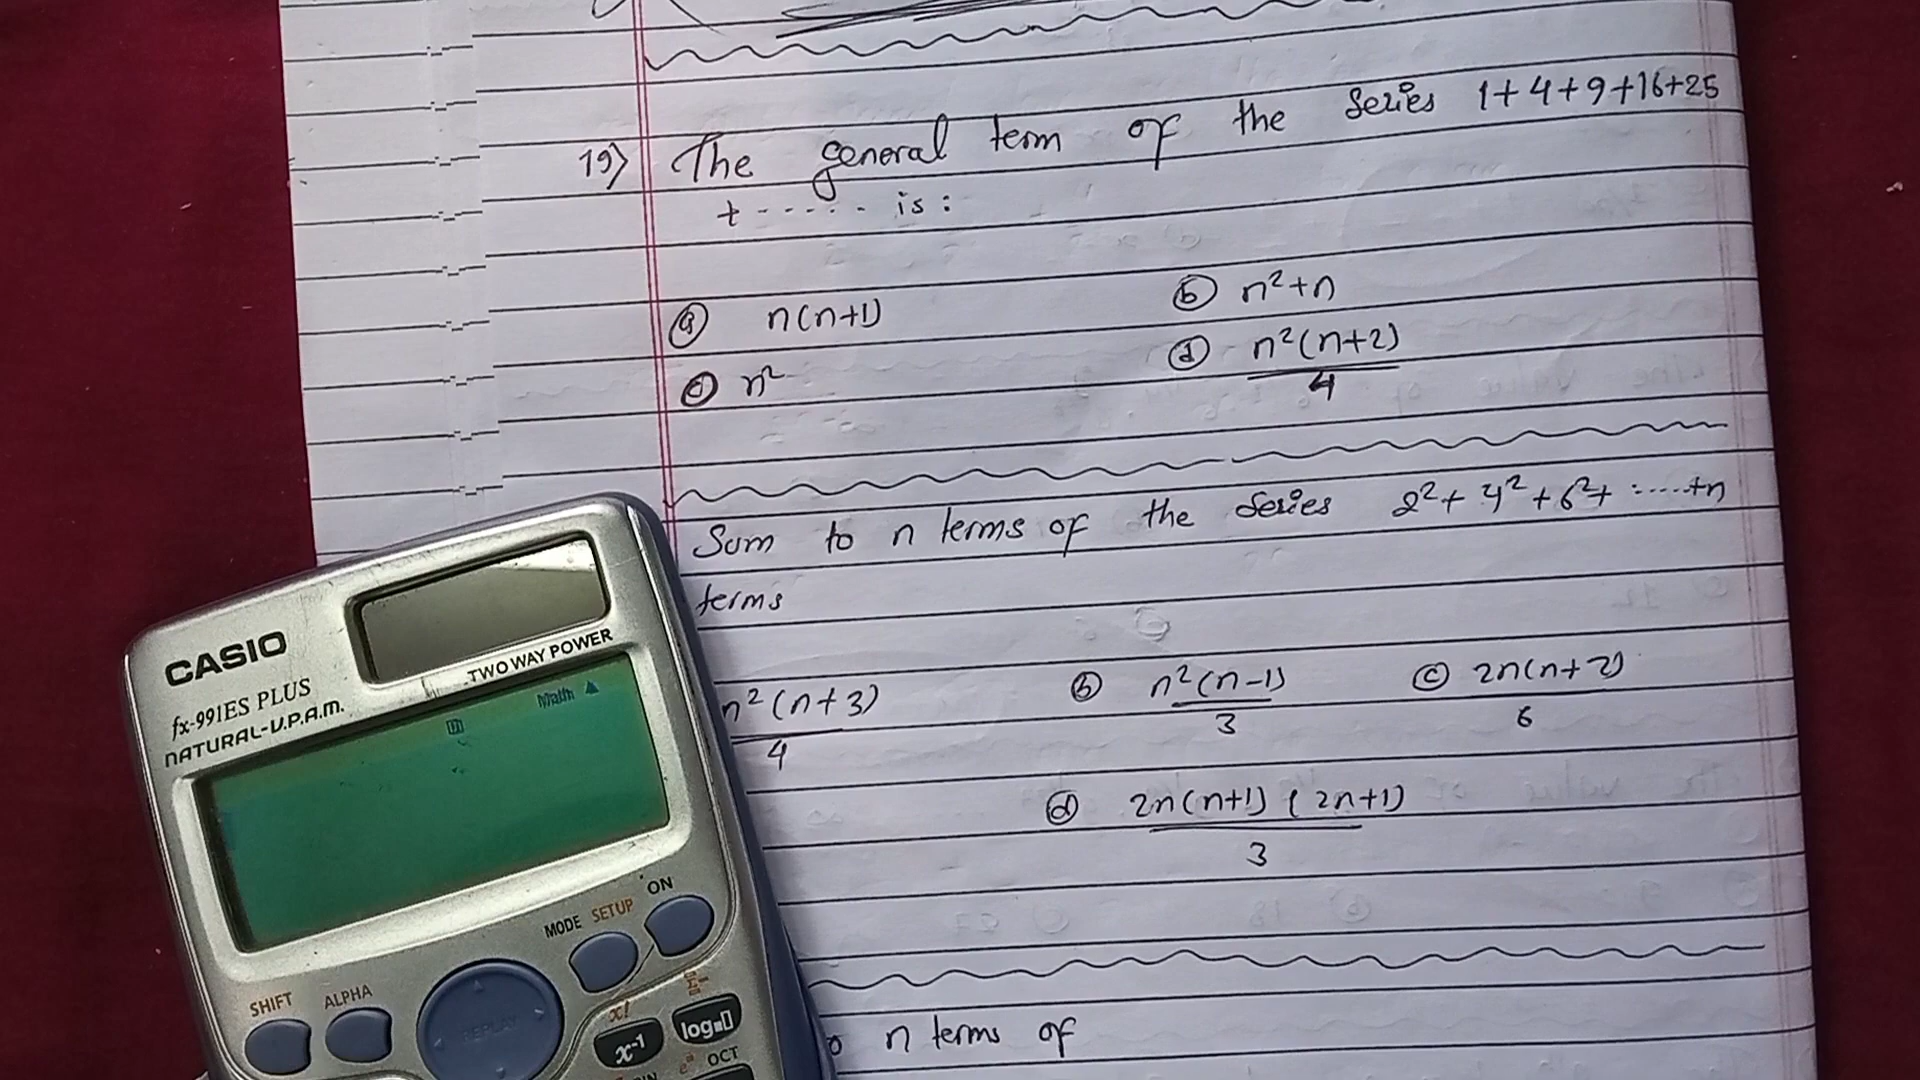 19) The general term of the series 1+4+9+16+25
+ ...... is :
ⓐ n(n+1) ⓑ n²+n
ⓒ n² ⓓ n²(n+2)/4
Sum to n terms of the series 2²+4²+6²+ ......+n
terms
n²(n+3)/4 ⓑ n²(n-1)/3 ⓒ 2n(n+2)/6
ⓓ 2n(n+1)(2n+1)/3
o n terms of
CASIO
TWO WAY POWER
fx-991ES PLUS
NATURAL-V.P.A.M.
D Math ▲
MODE SETUP ON
SHIFT ALPHA
REPLAY
x!
x⁻¹ log
OCT